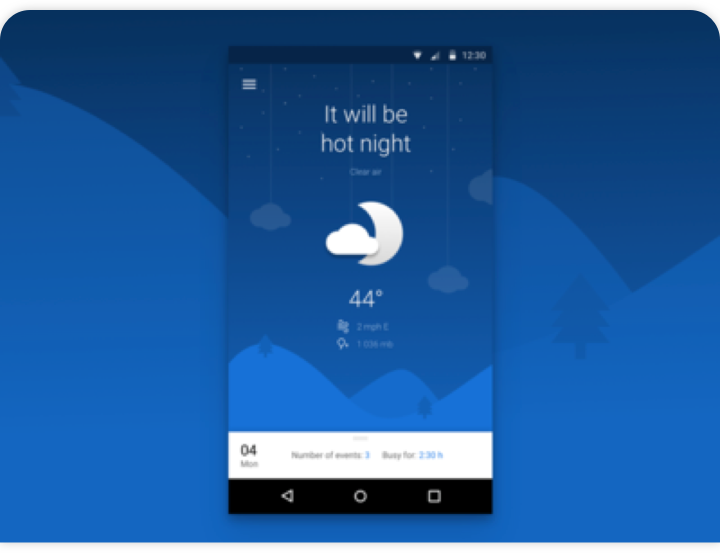 12:30
It will be
hot night
Clear air
44°
2 mph E
1 036 mb
04
Mon
Number of events: 3 Busy for: 2:30 h